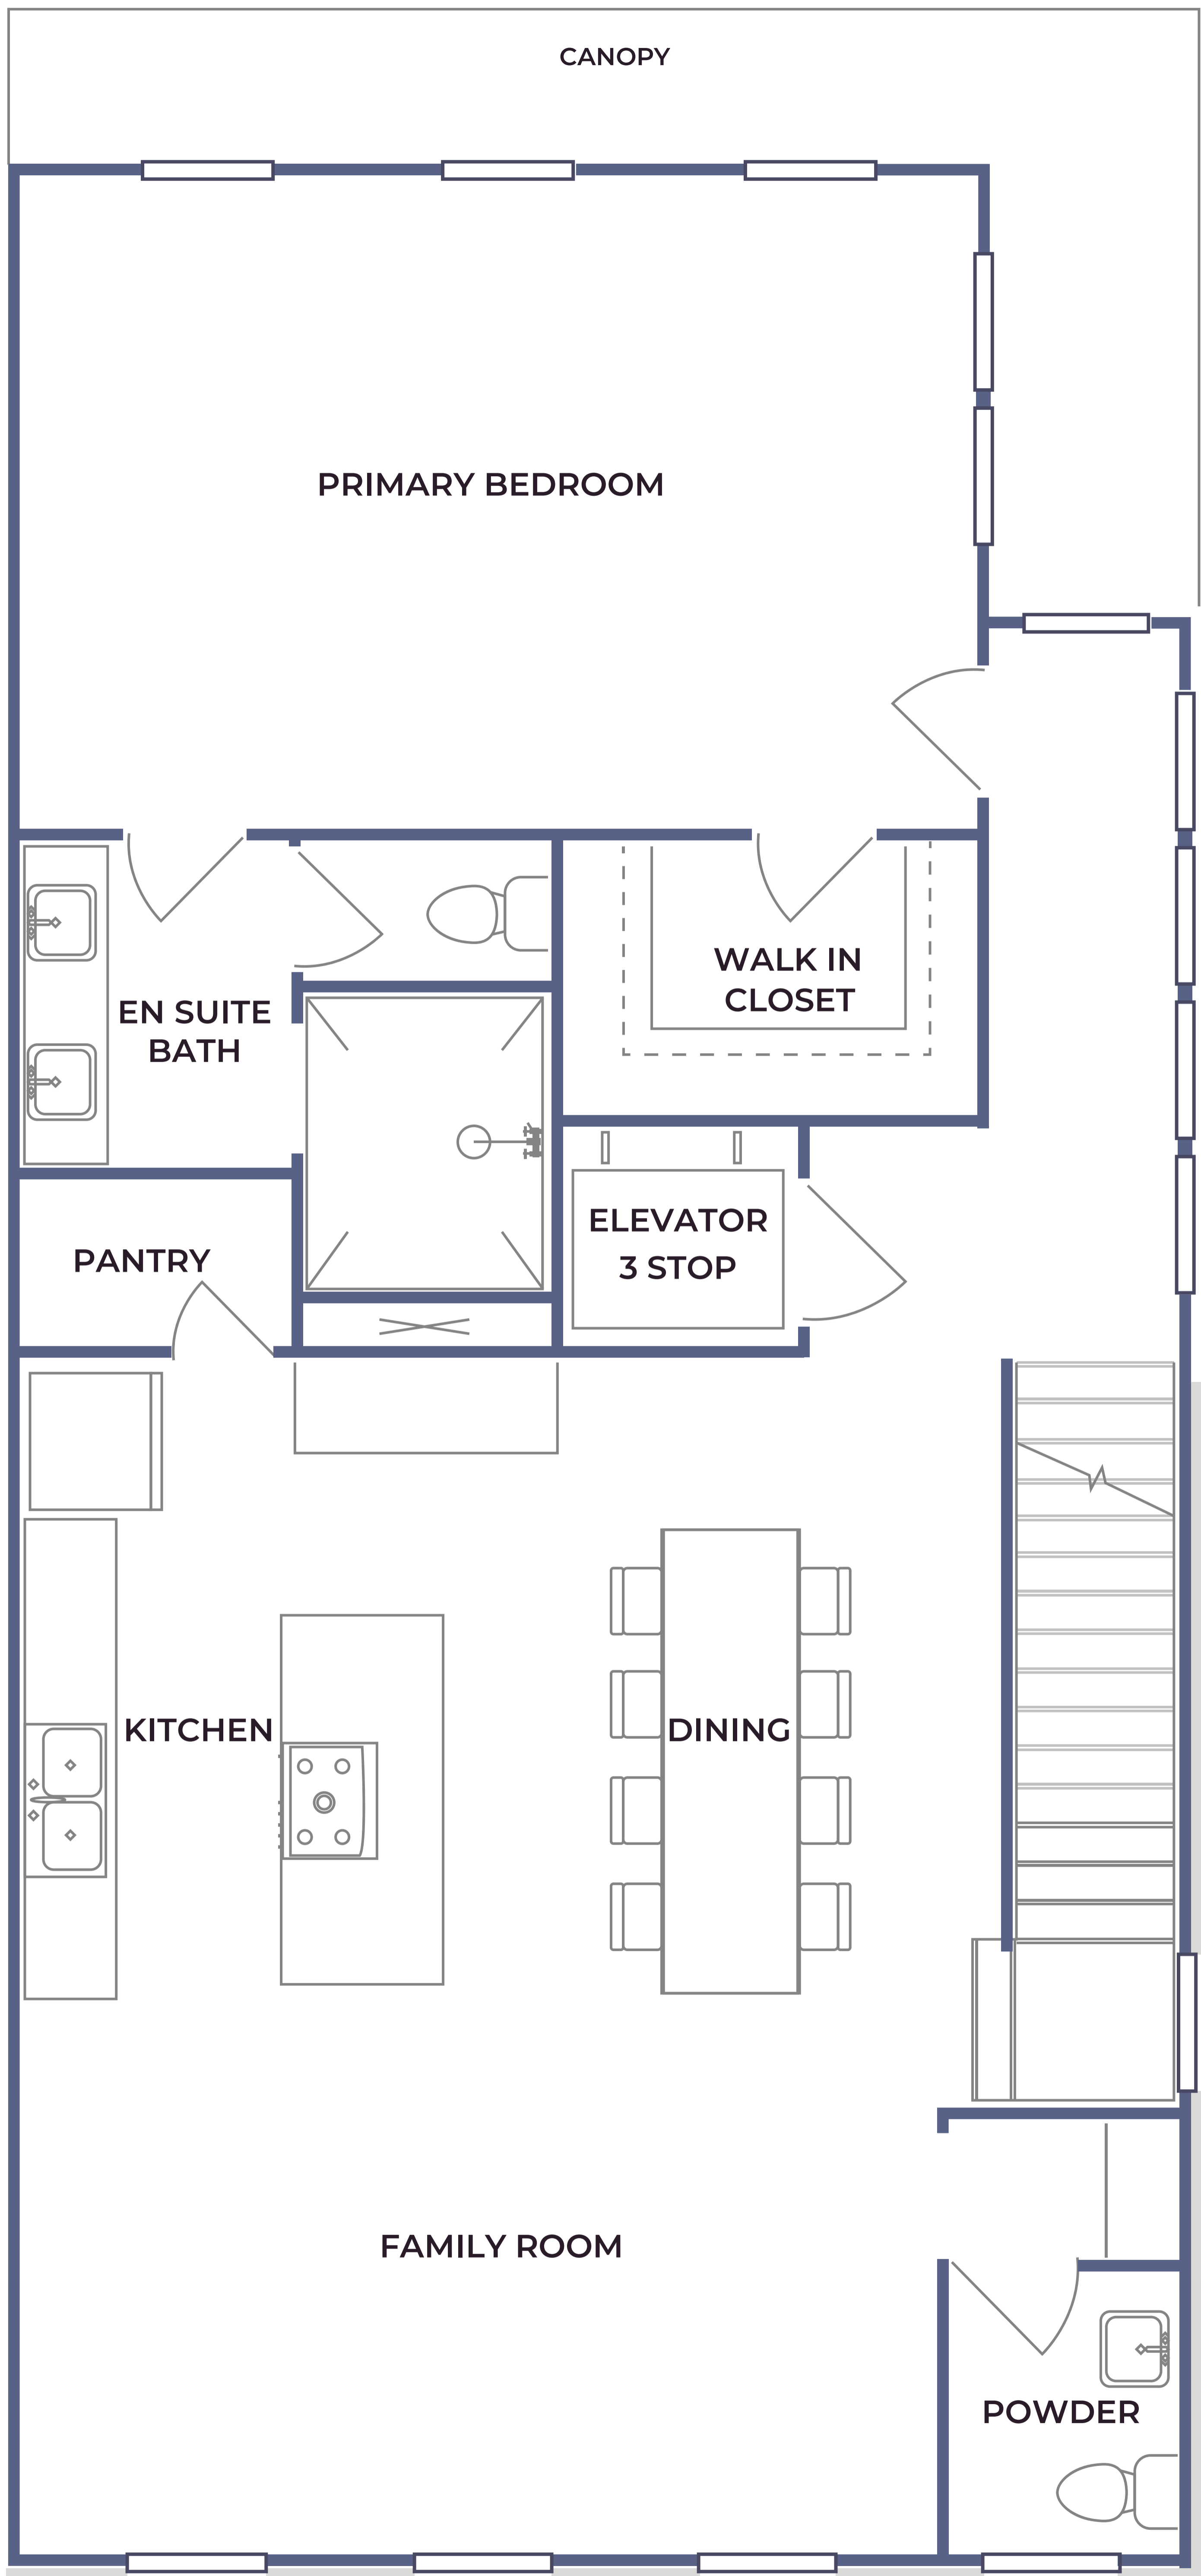 CANOPY
PRIMARY BEDROOM
WALK IN
CLOSET
EN SUITE
BATH
ELEVATOR
3 STOP
PANTRY
KITCHEN
DINING
FAMILY ROOM
POWDER